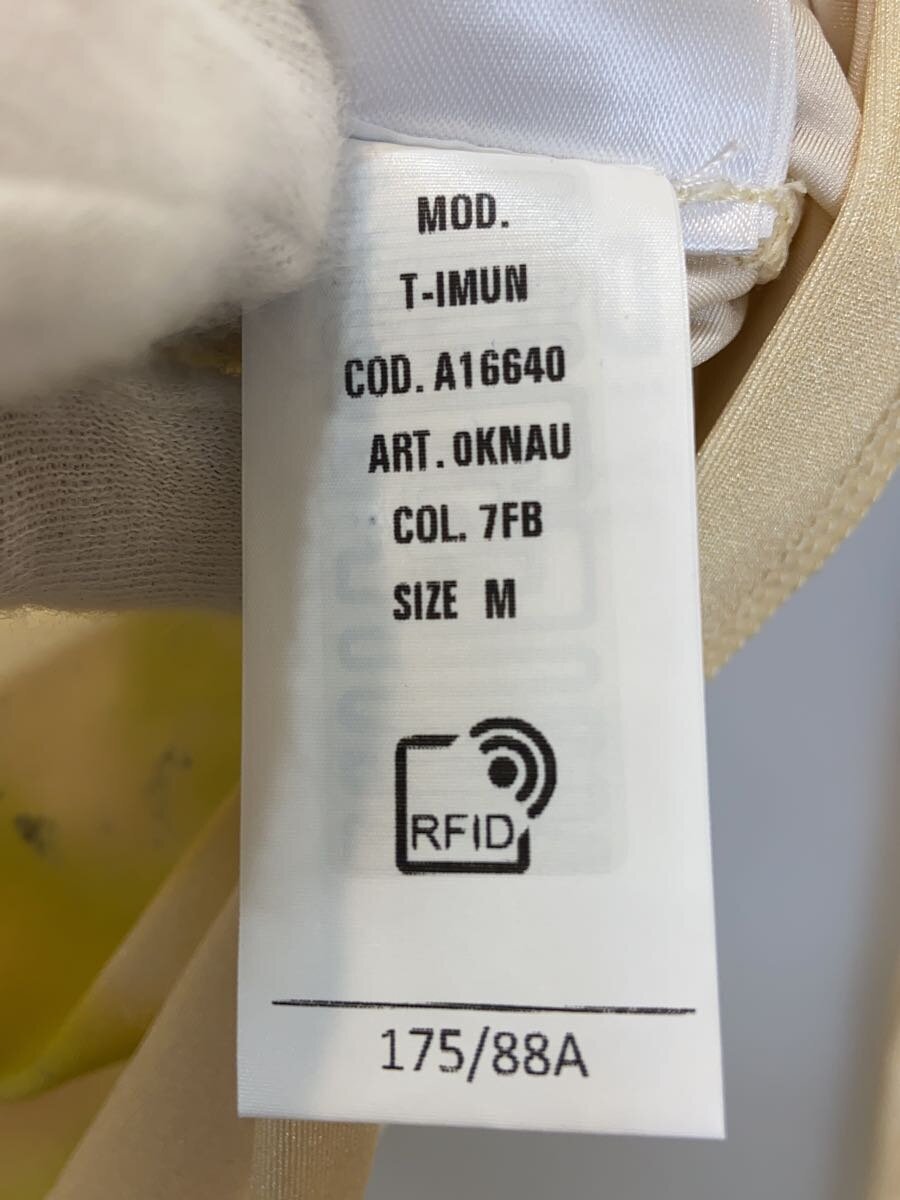 MOD.
T-IMUN
COD. A16640
ART. 0KNAU
COL. 7FB
SIZE M
RFID
175/88A